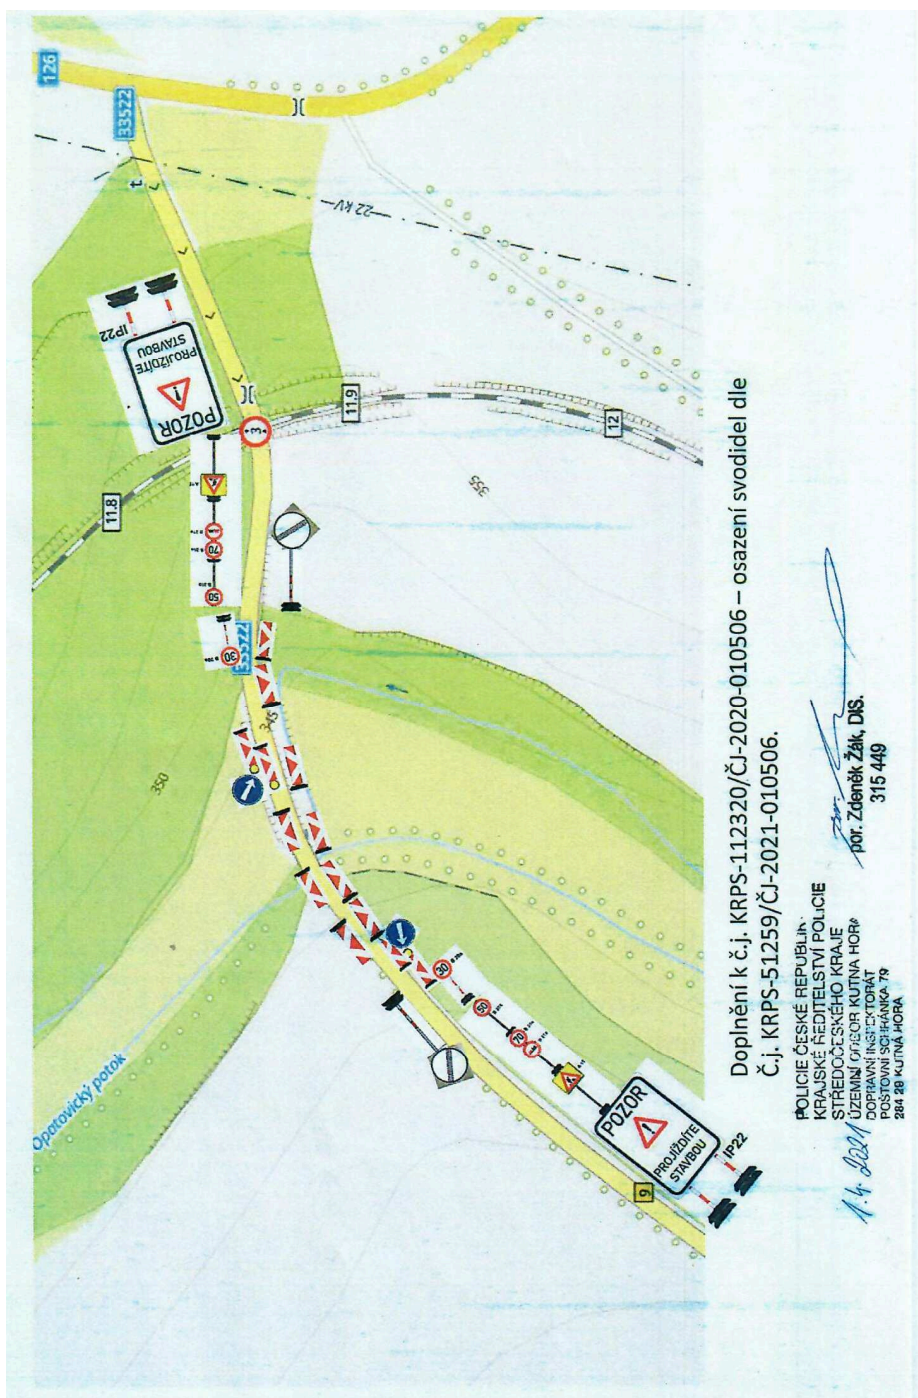 126
33522
22 kV
IP22
POZOR
PROJÍŽDÍTE
STAVBOU
11.8
11.9
12
3
70
50
30
33522
355
350
345
Opatovický potok
30
50
70
POZOR
PROJÍŽDÍTE
STAVBOU
IP22
9
Doplnění k č.j. KRPS-112320/ČJ-2020-010506 – osazení svodidel dle
Č.j. KRPS-51259/ČJ-2021-010506.
1.4. 2021
POLICIE ČESKÉ REPUBLIK
KRAJSKÉ ŘEDITELSTVÍ POLICIE
STŘEDOČESKÉHO KRAJE
ÚZEMNÍ ODBOR KUTNÁ HORA
DOPRAVNÍ INSPEKTORÁT
POŠTOVNÍ SCHRÁNKA 79
284 29 KUTNÁ HORA
por. Zdeněk Žák, DiS.
315 449